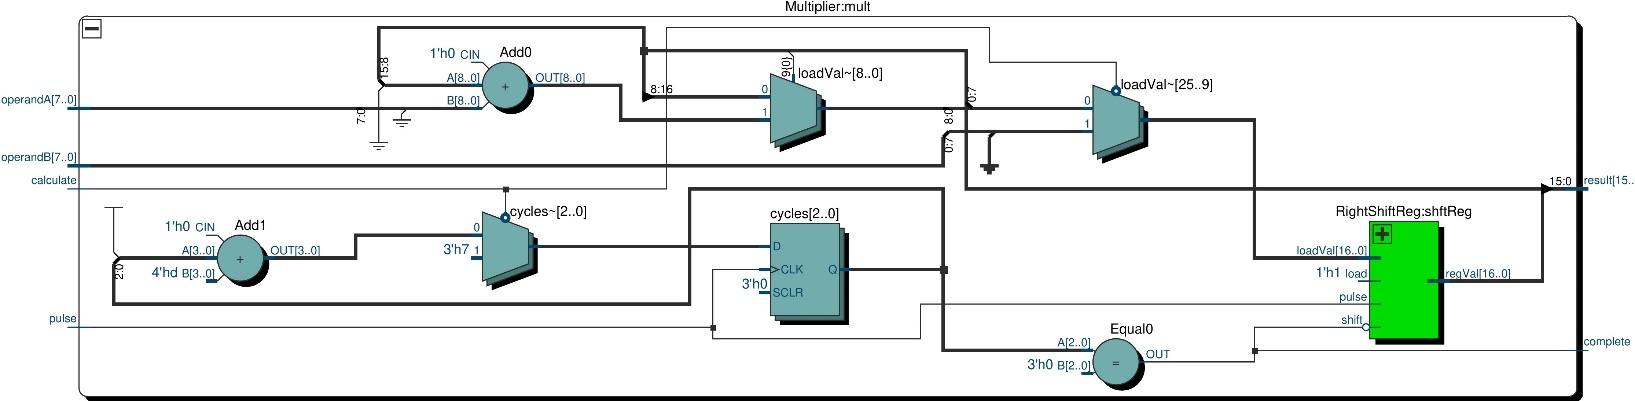 Multiplier:mult
1'h0 CIN
Add0
A[8..0]
+
OUT[8..0]
B[8..0]
15:8
7:0
8:16
9(0)
loadVal~[8..0]
0
1
0:7
8:0
0:7
loadVal~[25..9]
0
1
operandA[7..0]
operandB[7..0]
calculate
1'h0 CIN
Add1
A[3..0]
+
OUT[3..0]
4'hd B[3..0]
2:0
cycles~[2..0]
0
3'h7 1
cycles[2..0]
D
CLK
Q
3'h0 SCLR
pulse
Equal0
A[2..0]
=
OUT
3'h0 B[2..0]
RightShiftReg:shftReg
loadVal[16..0]
1'h1 load
regVal[16..0]
pulse
shift
15:0
result[15..
complete